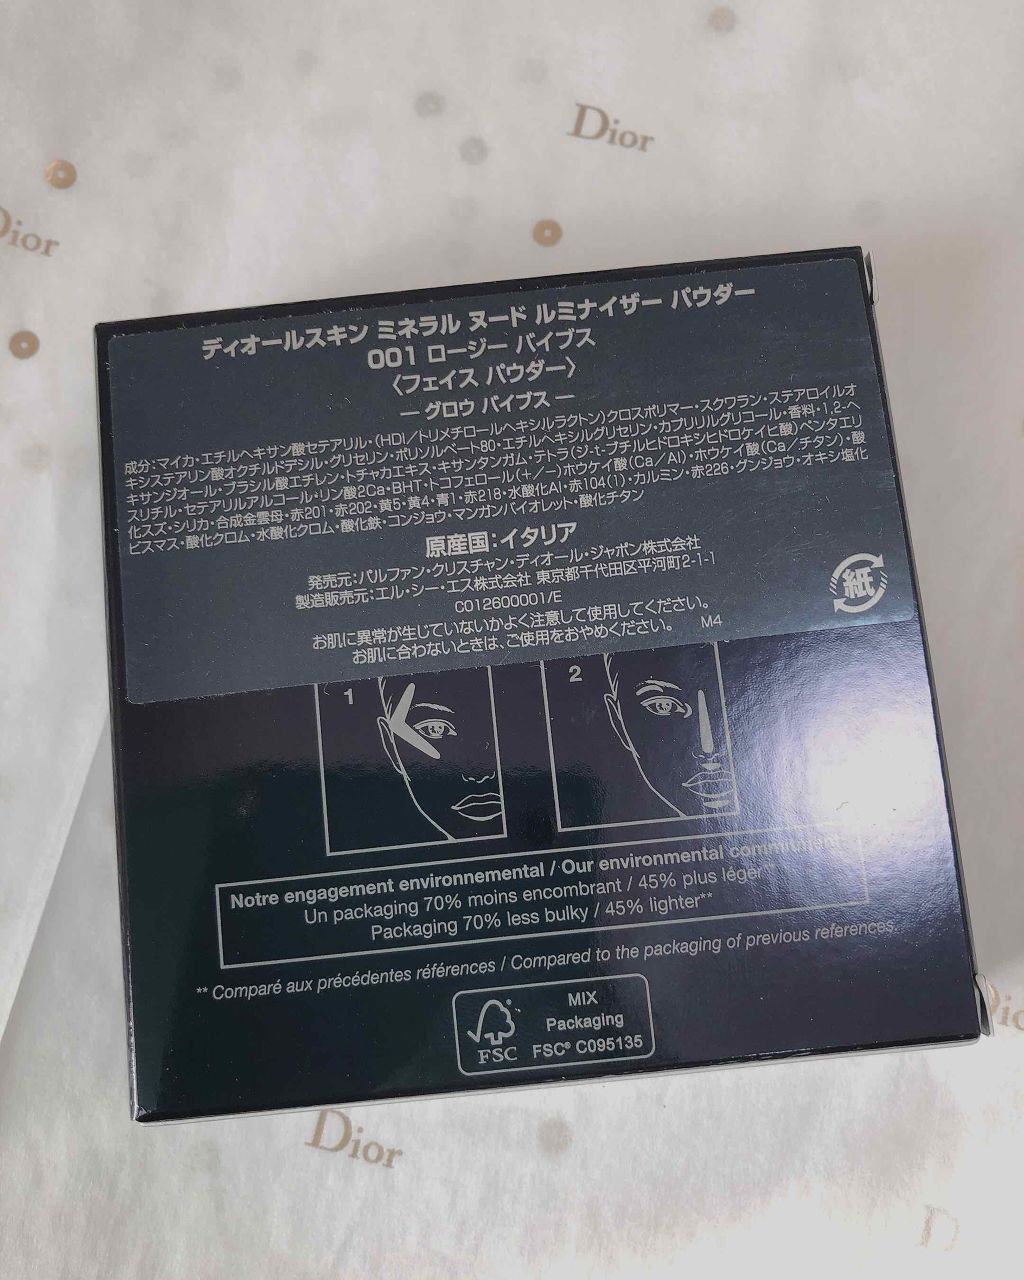 Dior
Dior
ディオールスキン ミネラル ヌード ルミナイザー パウダー
001 ロージー バイブス
〈フェイス パウダー〉
― グロウ バイブス ―
成分:マイカ・エチルヘキサン酸セテアリル・(HDI/トリメチロールヘキシルラクトン)クロスポリマー・スクワラン・ステアロイルオ
キシステアリン酸オクチルドデシル・グリセリン・ポリソルベート80・エチルヘキシルグリセリン・カプリリルグリコール・香料・1,2-ヘ
キサンジオール・ブラシル酸エチレン・トチャカエキス・キサンタンガム・テトラ(ジ-t-ブチルヒドロキシヒドロケイヒ酸)ペンタエリ
スリチル・セテアリルアルコール・リン酸2Ca・BHT・トコフェロール(+/−)ホウケイ酸(Ca/Al)・ホウケイ酸(Ca/チタン)・酸
化スズ・シリカ・合成金雲母・赤201・赤202・黄5・黄4・青1・赤218・水酸化Al・赤104(1)・カルミン・赤226・グンジョウ・オキシ塩化
ビスマス・酸化クロム・水酸化クロム・酸化鉄・コンジョウ・マンガンバイオレット・酸化チタン
原産国:イタリア
発売元:パルファン・クリスチャン・ディオール・ジャポン株式会社
製造販売元:エル・シー・エス株式会社 東京都千代田区平河町2-1-1
C012600001/E
紙
お肌に異常が生じていないかよく注意して使用してください。
お肌に合わないときは、ご使用をおやめください。 M4
1
2
Notre engagement environnemental / Our environmental commitment
Un packaging 70% moins encombrant / 45% plus léger**
Packaging 70% less bulky / 45% lighter**
** Comparé aux précédentes références / Compared to the packaging of previous references.
MIX
Packaging
FSC FSC® C095135
Dior